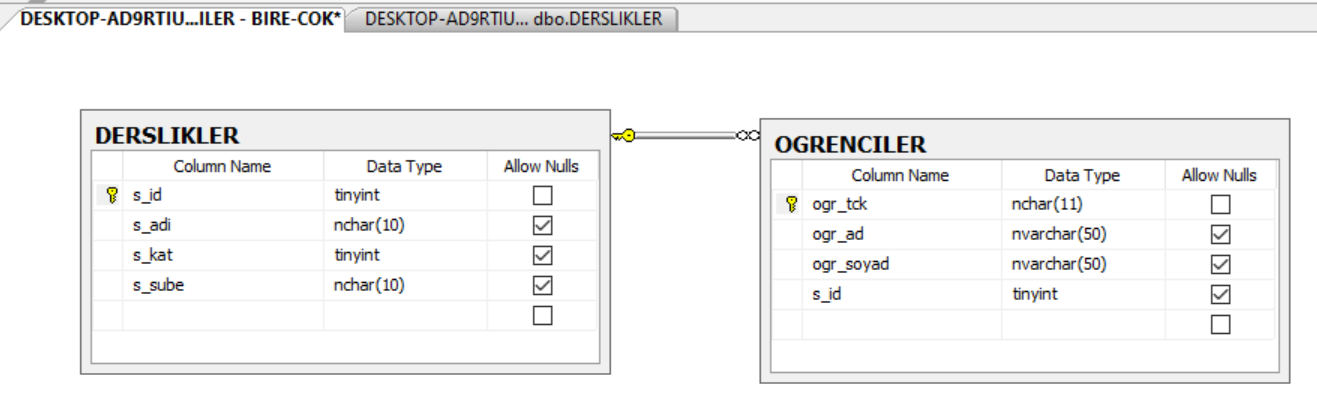 DESKTOP-AD9RTIU...ILER - BIRE-COK*
DESKTOP-AD9RTIU... dbo.DERSLIKLER
DERSLIKLER
Column Name Data Type Allow Nulls
s_id tinyint
s_adi nchar(10)
s_kat tinyint
s_sube nchar(10)
OGRENCILER
Column Name Data Type Allow Nulls
ogr_tck nchar(11)
ogr_ad nvarchar(50)
ogr_soyad nvarchar(50)
s_id tinyint